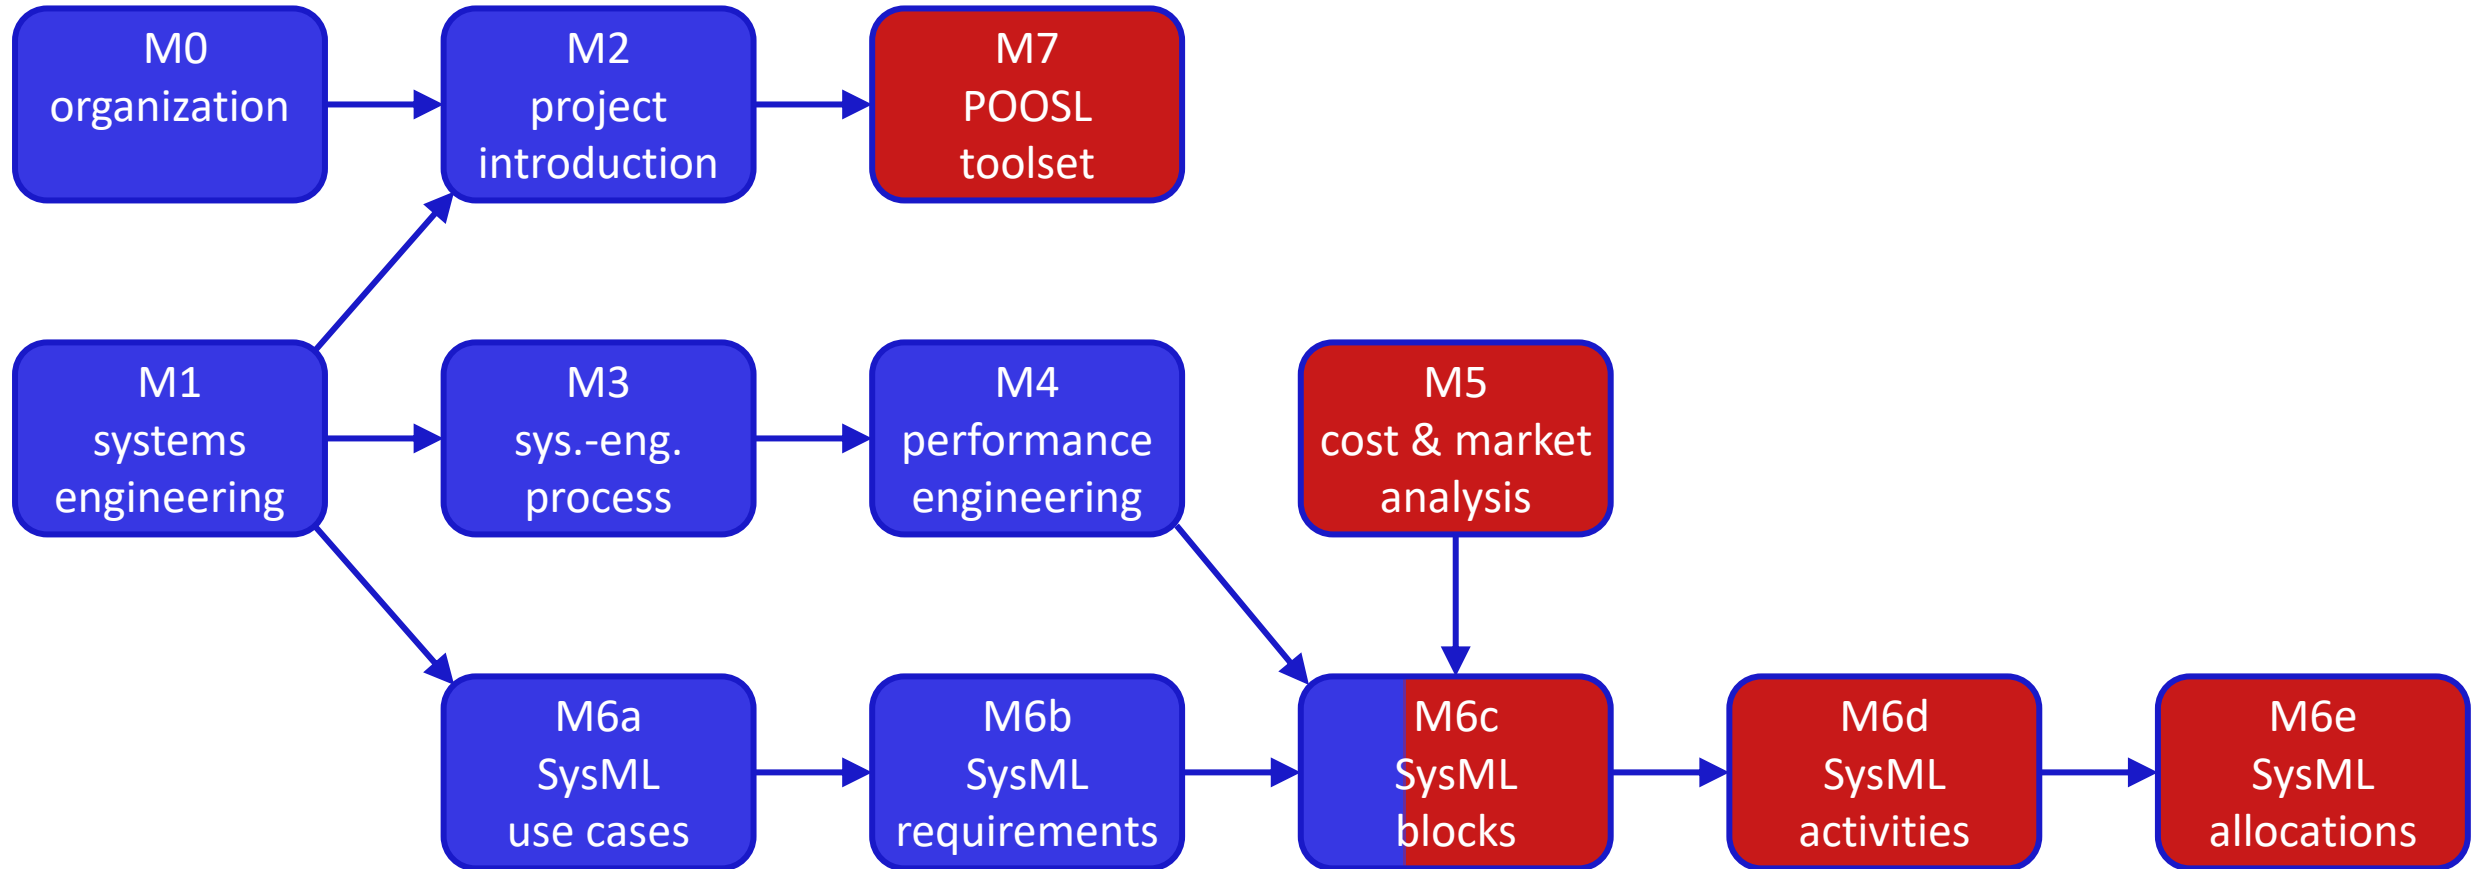 M0
organization
M2
project
introduction
M7
POOSL
toolset
M1
systems
engineering
M3
sys.-eng.
process
M4
performance
engineering
M5
cost & market
analysis
M6a
SysML
use cases
M6b
SysML
requirements
M6c
SysML
blocks
M6d
SysML
activities
M6e
SysML
allocations